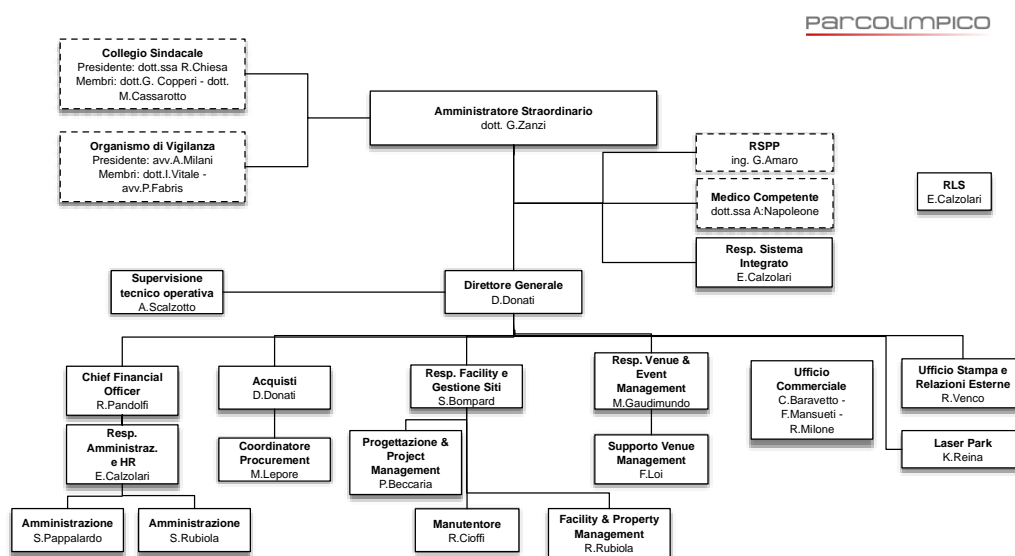 PARCOLIMPICO
Collegio Sindacale
Presidente: dott.ssa R.Chiesa
Membri: dott.G. Copperi - dott.
M.Cassarotto
Amministratore Straordinario
dott. G.Zanzi
Organismo di Vigilanza
Presidente: avv.A.Milani
Membri: dott.I.Vitale -
avv.P.Fabris
RSPP
ing. G.Amaro
Medico Competente
dott.ssa A:Napoleone
RLS
E.Calzolari
Resp. Sistema
Integrato
E.Calzolari
Supervisione
tecnico operativa
A.Scalzotto
Direttore Generale
D.Donati
Chief Financial
Officer
R.Pandolfi
Acquisti
D.Donati
Resp. Facility e
Gestione Siti
S.Bompard
Resp. Venue &
Event
Management
M.Gaudimundo
Ufficio
Commerciale
C.Baravetto -
F.Mansueti -
R.Milone
Ufficio Stampa e
Relazioni Esterne
R.Venco
Resp.
Amministraz.
e HR
E.Calzolari
Coordinatore
Procurement
M.Lepore
Progettazione &
Project
Management
P.Beccaria
Supporto Venue
Management
F.Loi
Laser Park
K.Reina
Amministrazione
S.Pappalardo
Amministrazione
S.Rubiola
Manutentore
R.Cioffi
Facility & Property
Management
R.Rubiola